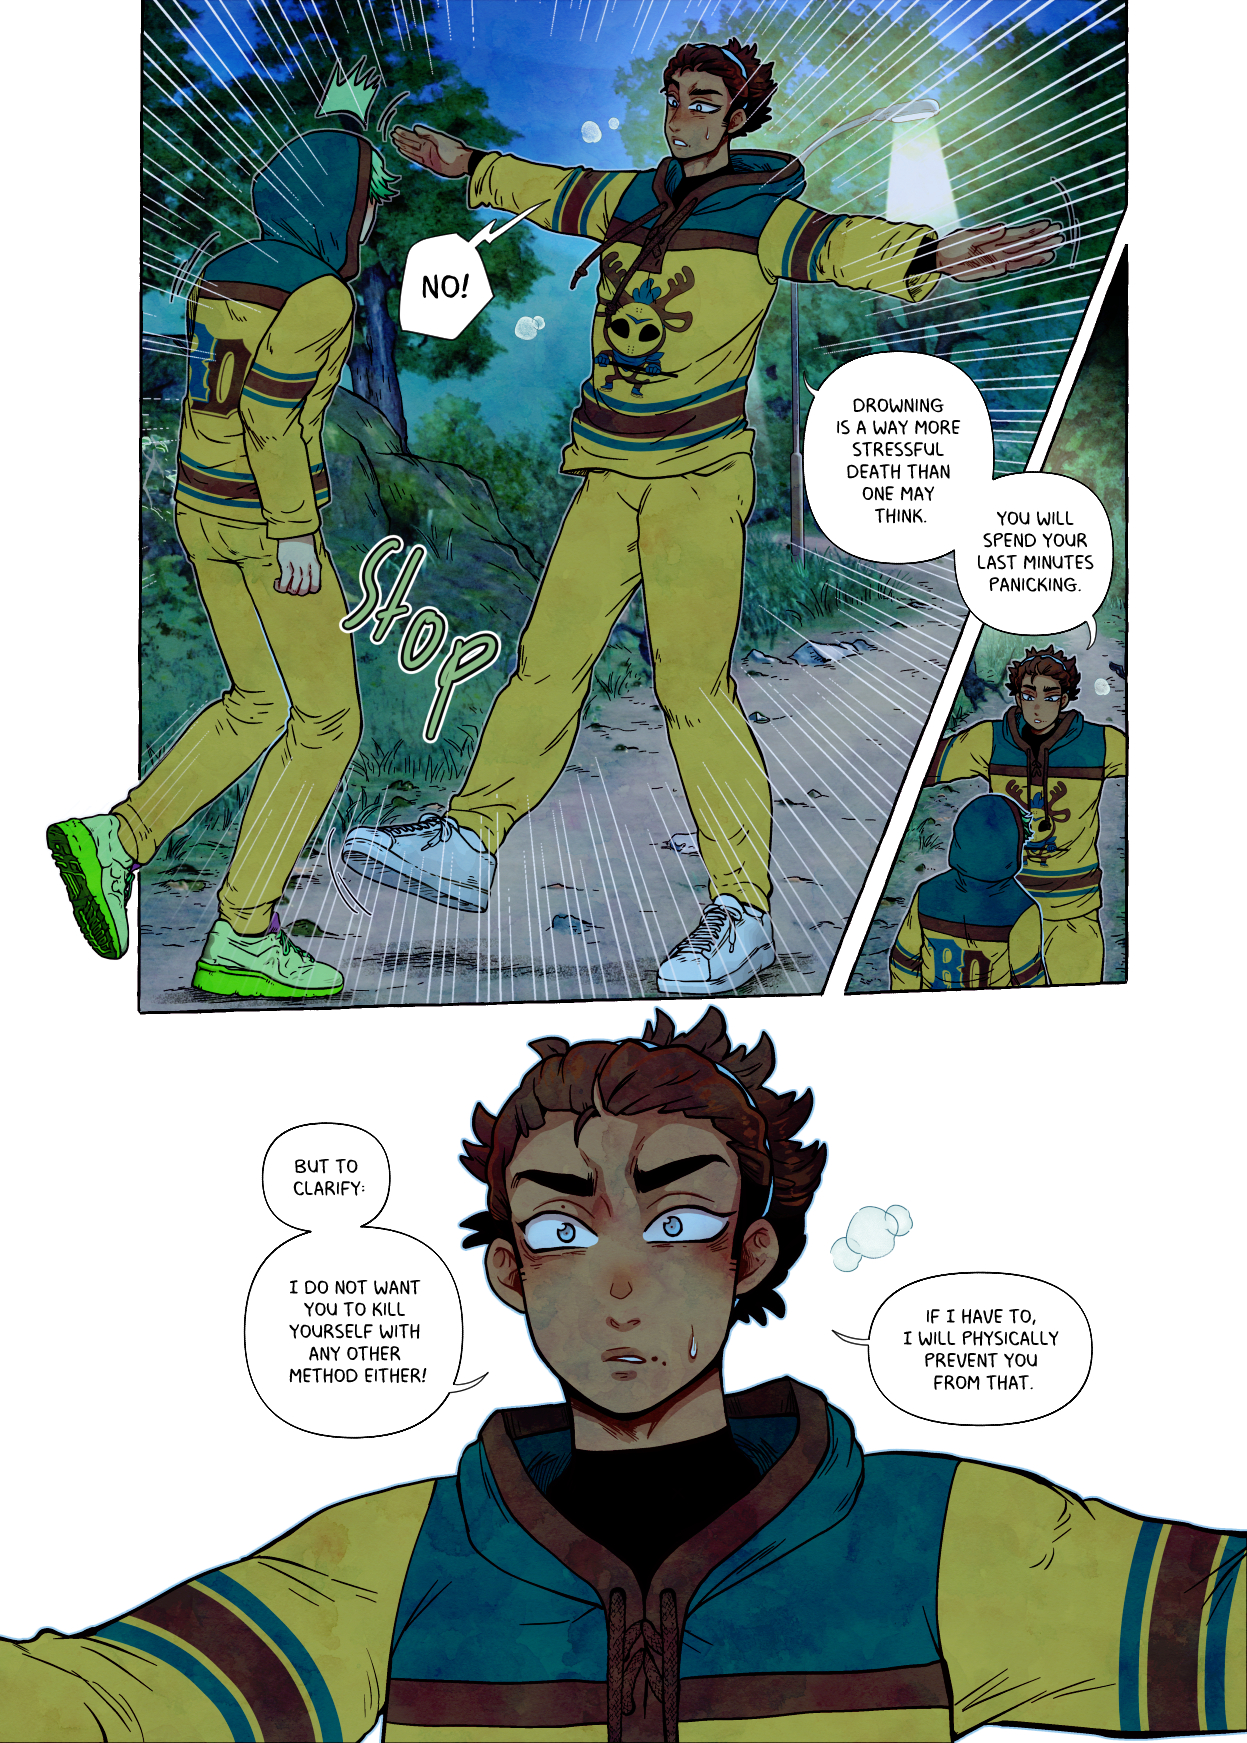 NO!
DROWNING
IS A WAY MORE
STRESSFUL
DEATH THAN
ONE MAY
THINK.
YOU WILL
SPEND YOUR
LAST MINUTES
PANICKING.
Stop
RO
BUT TO
CLARIFY:
I DO NOT WANT
YOU TO KILL
YOURSELF WITH
ANY OTHER
METHOD EITHER!
IF I HAVE TO,
I WILL PHYSICALLY
PREVENT YOU
FROM THAT.